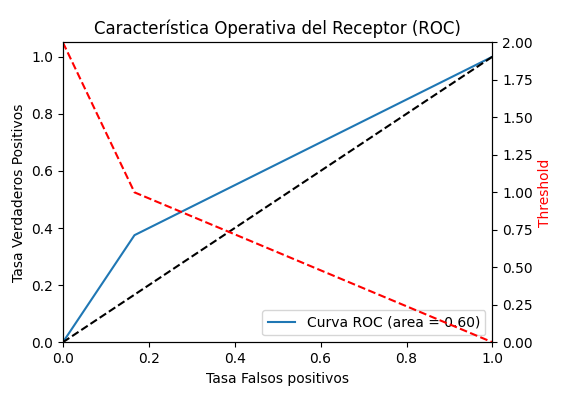 Característica Operativa del Receptor (ROC)
Tasa Verdaderos Positivos
1.0
0.8
0.6
0.4
0.2
0.0
2.00
1.75
1.50
1.25
1.00
0.75
0.50
0.25
0.00
Threshold
Curva ROC (area = 0.60)
0.0 0.2 0.4 0.6 0.8 1.0
Tasa Falsos positivos